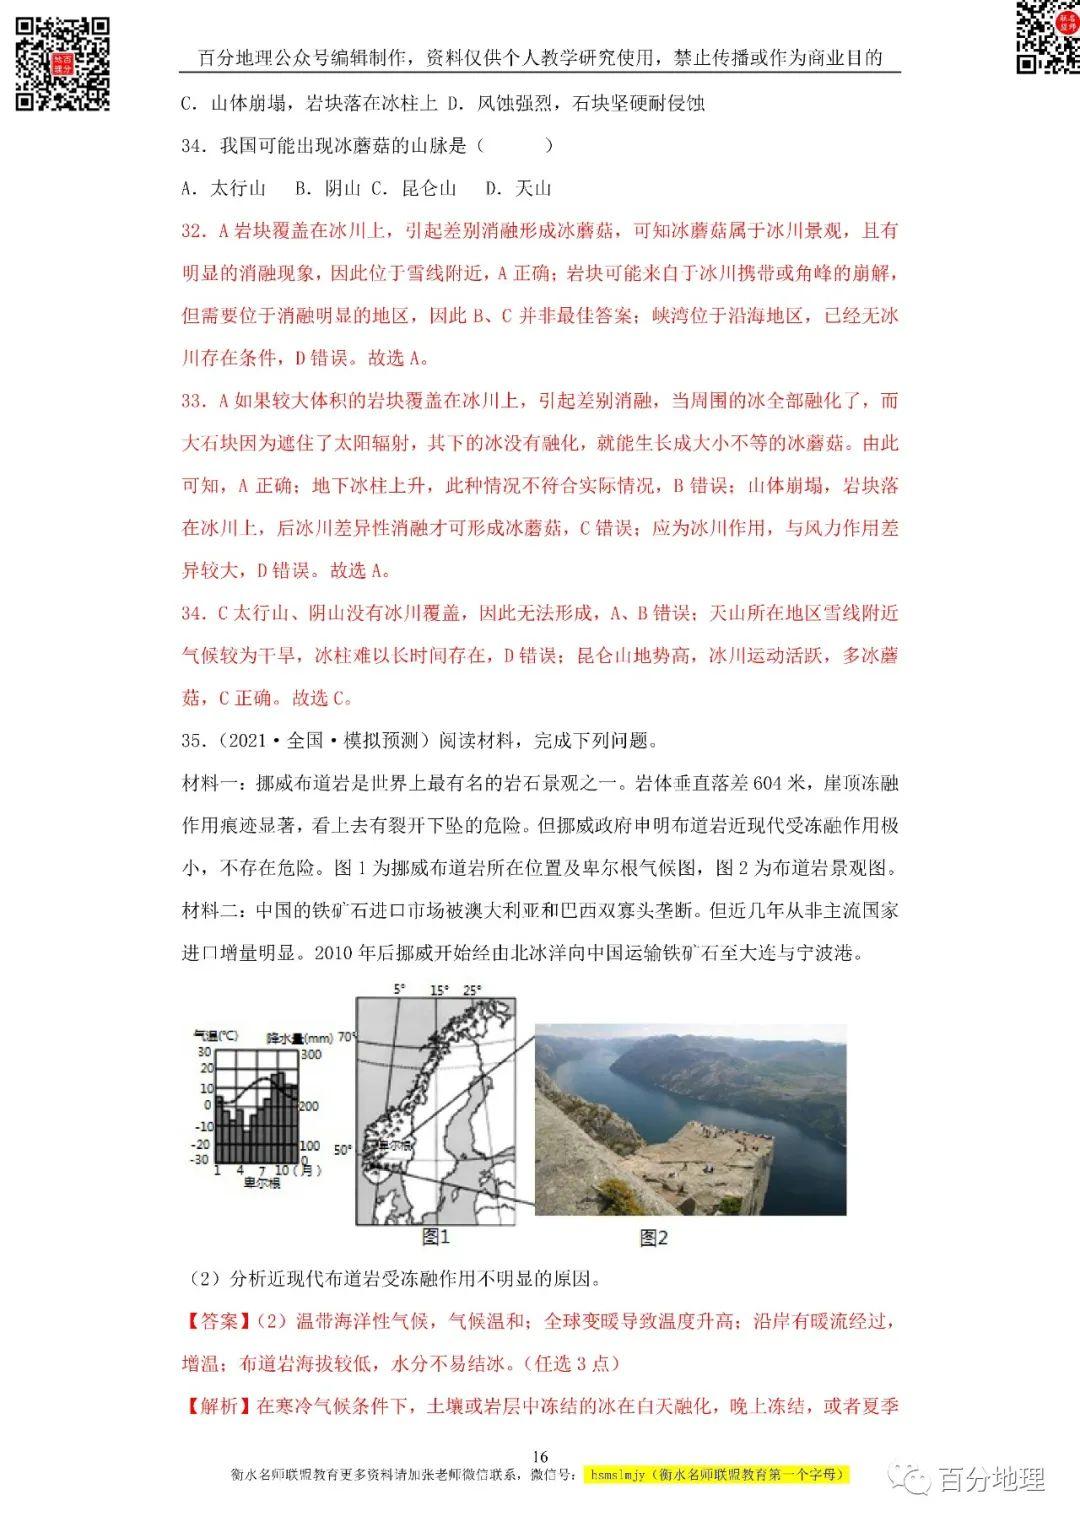 百分地理公众号编辑制作，资料仅供个人教学研究使用，禁止传播或作为商业目的
C．山体崩塌，岩块落在冰柱上 D．风蚀强烈，石块坚硬耐侵蚀
34．我国可能出现冰蘑菇的山脉是（ ）
A．太行山 B．阴山 C．昆仑山 D．天山
32．A 岩块覆盖在冰川上，引起差别消融形成冰蘑菇，可知冰蘑菇属于冰川景观，且有
明显的消融现象，因此位于雪线附近，A 正确；岩块可能来自于冰川携带或角峰的崩解，
但需要位于消融明显的地区，因此 B、C 并非最佳答案；峡湾位于沿海地区，已经无冰
川存在条件，D 错误。故选 A。
33．A 如果较大体积的岩块覆盖在冰川上，引起差别消融，当周围的冰全部融化了，而
大石块因为遮住了太阳辐射，其下的冰没有融化，就能生长成大小不等的冰蘑菇。由此
可知，A 正确；地下冰柱上升，此种情况不符合实际情况，B 错误；山体崩塌，岩块落
在冰川上，后冰川差异性消融才可形成冰蘑菇，C 错误；应为冰川作用，与风力作用差
异较大，D 错误。故选 A。
34．C 太行山、阴山没有冰川覆盖，因此无法形成，A、B 错误；天山所在地区雪线附近
气候较为干旱，冰柱难以长时间存在，D 错误；昆仑山地势高，冰川运动活跃，多冰蘑
菇，C 正确。故选 C。
35．（2021·全国·模拟预测）阅读材料，完成下列问题。
材料一：挪威布道岩是世界上最有名的岩石景观之一。岩体垂直落差 604 米，崖顶冻融
作用痕迹显著，看上去有裂开下坠的危险。但挪威政府申明布道岩近现代受冻融作用极
小，不存在危险。图 1 为挪威布道岩所在位置及卑尔根气候图，图 2 为布道岩景观图。
材料二：中国的铁矿石进口市场被澳大利亚和巴西双寡头垄断。但近几年从非主流国家
进口增量明显。2010 年后挪威开始经由北冰洋向中国运输铁矿石至大连与宁波港。
气温(℃) 降水量(mm)
30 300
20
10
0 200
-10
-20 100
-30 0
1 4 7 10（月）
卑尔根
5° 15° 25°
70°
50°
卑尔根
图1
图2
（2）分析近现代布道岩受冻融作用不明显的原因。
【答案】（2）温带海洋性气候，气候温和；全球变暖导致温度升高；沿岸有暖流经过，
增温；布道岩海拔较低，水分不易结冰。（任选 3 点）
【解析】在寒冷气候条件下，土壤或岩层中冻结的冰在白天融化，晚上冻结，或者夏季
16
衡水名师联盟教育更多资料请加张老师微信联系，微信号： hsmslmjy（衡水名师联盟教育第一个字母）
百分地理